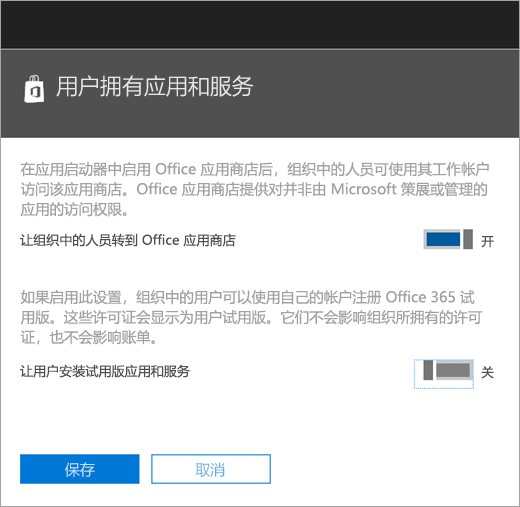 用户拥有应用和服务
在应用启动器中启用 Office 应用商店后，组织中的人员可使用其工作帐户
访问该应用商店。Office 应用商店提供对并非由 Microsoft 策展或管理的
应用的访问权限。
让组织中的人员转到 Office 应用商店 开
如果启用此设置，组织中的用户可以使用自己的帐户注册 Office 365 试
用版。这些许可证会显示为用户试用版。它们不会影响组织所拥有的许可
证，也不会影响账单。
让用户安装试用版应用和服务 关
保存 取消